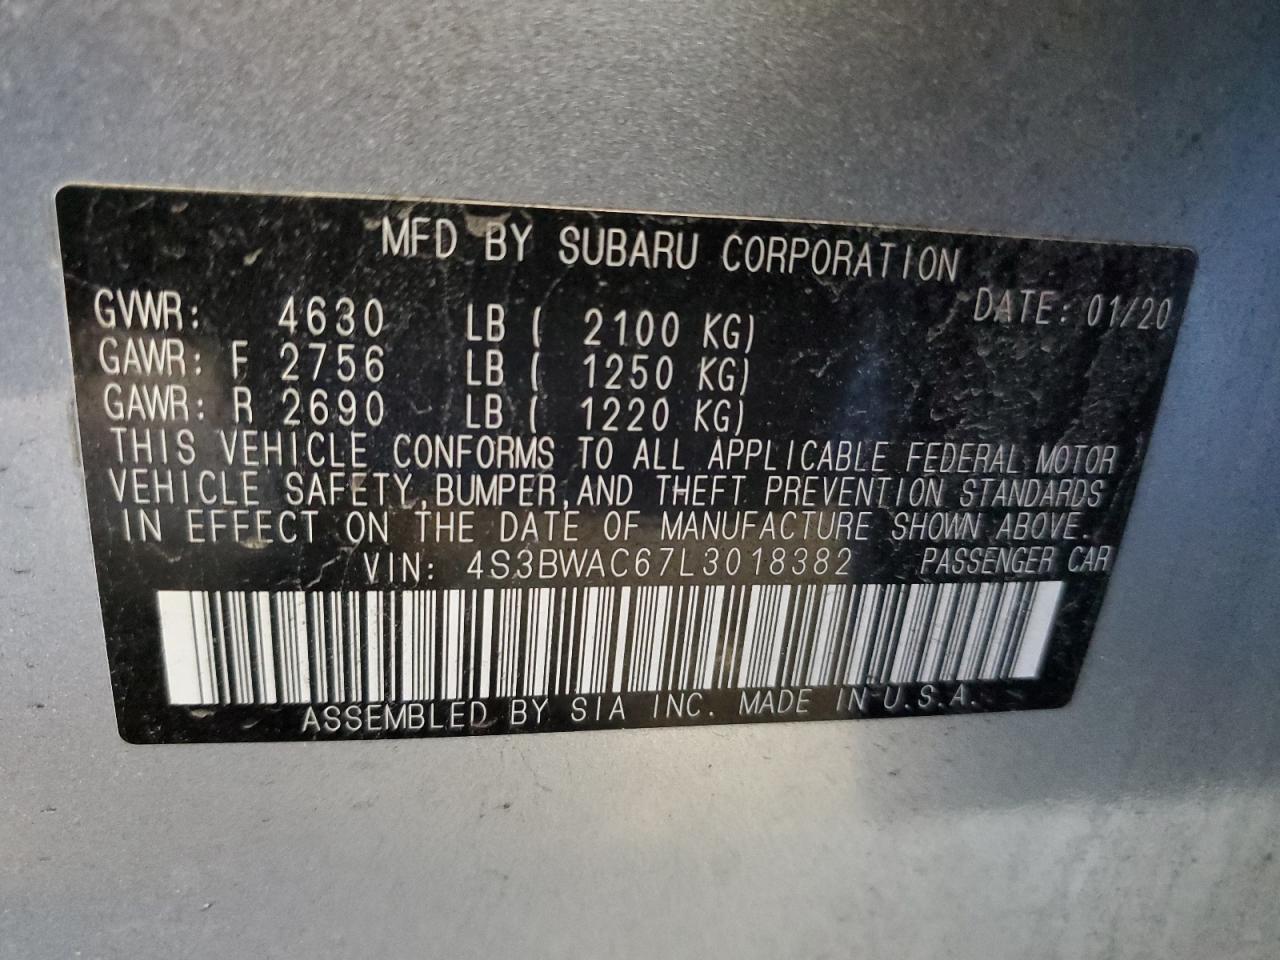 MFD BY SUBARU CORPORATION
DATE: 01/20
GVWR: 4630 LB ( 2100 KG)
GAWR: F 2756 LB ( 1250 KG)
GAWR: R 2690 LB ( 1220 KG)
THIS VEHICLE CONFORMS TO ALL APPLICABLE FEDERAL MOTOR
VEHICLE SAFETY,BUMPER,AND THEFT PREVENTION STANDARDS
IN EFFECT ON THE DATE OF MANUFACTURE SHOWN ABOVE.
VIN: 4S3BWAC67L3018382 PASSENGER CAR
ASSEMBLED BY SIA INC. MADE IN U.S.A.